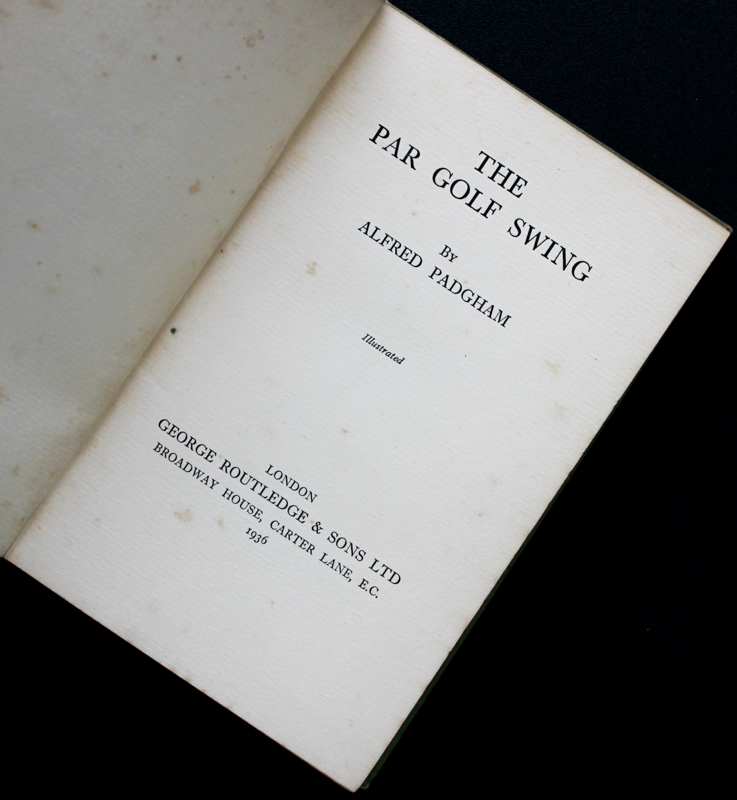 THE
PAR GOLF SWING
By
ALFRED PADGHAM
Illustrated
LONDON
GEORGE ROUTLEDGE & SONS LTD
BROADWAY HOUSE, CARTER LANE, E.C.
1936